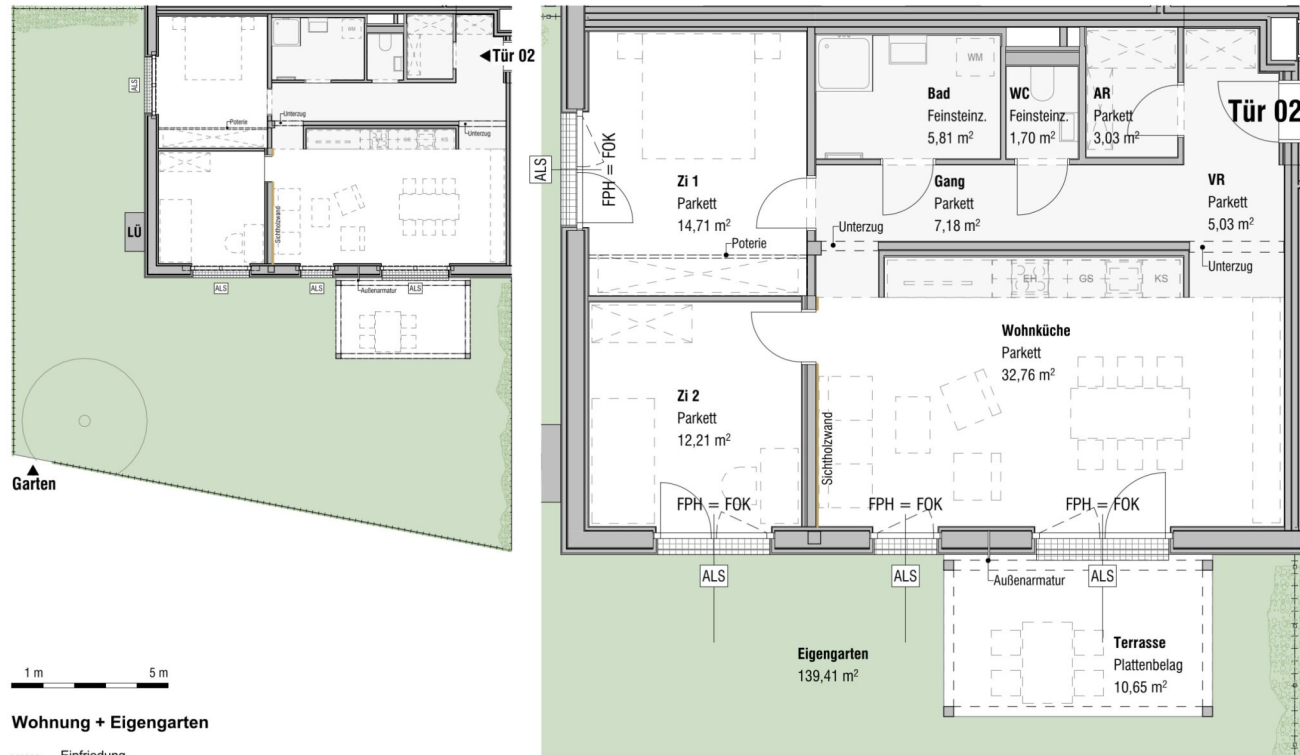 ALS
Tür 02
Unterzug
Poterie
Unterzug
GS
KS
LÜ
Sichtholzwand
ALS
ALS
ALS
Außenarmatur
Garten
1 m
5 m
Wohnung + Eigengarten
Einfriedung
WM
Bad
Feinsteinz.
5,81 m²
WC
Feinsteinz.
1,70 m²
AR
Parkett
3,03 m²
Tür 02
ALS
FPH = FOK
Zi 1
Parkett
14,71 m²
Gang
Parkett
7,18 m²
VR
Parkett
5,03 m²
Unterzug
Poterie
Unterzug
EH
GS
KS
Wohnküche
Parkett
32,76 m²
Zi 2
Parkett
12,21 m²
Sichtholzwand
FPH = FOK
FPH = FOK
FPH = FOK
ALS
ALS
Außenarmatur
ALS
Eigengarten
139,41 m²
Terrasse
Plattenbelag
10,65 m²